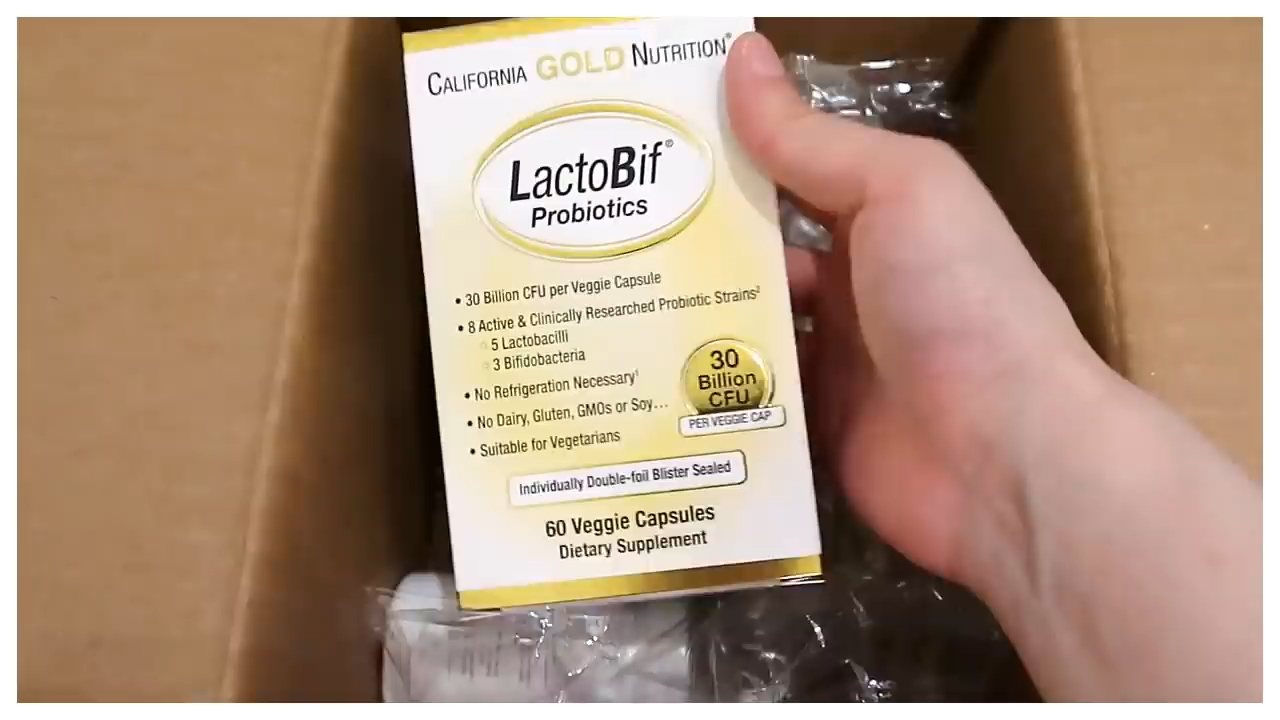 CALIFORNIA GOLD NUTRITION®
LactoBif®
Probiotics
• 30 Billion CFU per Veggie Capsule
• 8 Active & Clinically Researched Probiotic Strains²
○ 5 Lactobacilli
○ 3 Bifidobacteria
• No Refrigeration Necessary¹
• No Dairy, Gluten, GMOs or Soy...
• Suitable for Vegetarians
30
Billion
CFU
PER VEGGIE CAP
Individually Double-foil Blister Sealed
60 Veggie Capsules
Dietary Supplement